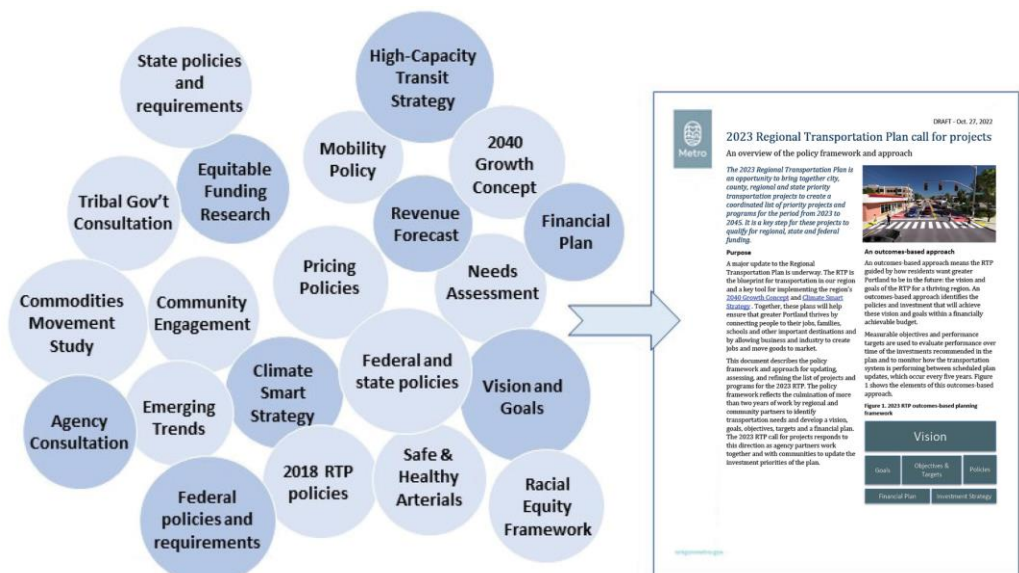 State policies
and
requirements
High-Capacity
Transit
Strategy
Equitable
Funding
Research
Mobility
Policy
2040
Growth
Concept
Tribal Gov't
Consultation
Revenue
Forecast
Financial
Plan
Pricing
Policies
Needs
Assessment
Commodities
Movement
Study
Community
Engagement
Climate
Smart
Strategy
Federal and
state policies
Vision and
Goals
Agency
Consultation
Emerging
Trends
2018 RTP
policies
Safe &
Healthy
Arterials
Racial
Equity
Framework
Federal
policies and
requirements
Metro
DRAFT - Oct. 27, 2022
2023 Regional Transportation Plan call for projects
An overview of the policy framework and approach
The 2023 Regional Transportation Plan is
an opportunity to bring together city,
county, regional and state priority
transportation projects to create a
coordinated list of priority projects and
programs for the period from 2023 to
2045. It is a key step for these projects to
qualify for regional, state and federal
funding.
Purpose
A major update to the Regional
Transportation Plan is underway. The RTP is
the blueprint for transportation in our region
and a key tool for implementing the region's
2040 Growth Concept and Climate Smart
Strategy . Together, these plans will help
ensure that greater Portland thrives by
connecting people to their jobs, families,
schools and other important destinations and
by allowing business and industry to create
jobs and move goods to market.
This document describes the policy
framework and approach for updating,
assessing, and refining the list of projects and
programs for the 2023 RTP. The policy
framework reflects the culmination of more
than two years of work by regional and
community partners to identify
transportation needs and develop a vision,
goals, objectives, targets and a financial plan.
The 2023 RTP call for projects responds to
this direction as agency partners work
together and with communities to update the
investment priorities of the plan.
An outcomes-based approach
An outcomes-based approach means the RTP
guided by how residents want greater
Portland to be in the future: the vision and
goals of the RTP for a thriving region. An
outcomes-based approach identifies the
policies and investment that will achieve
these vision and goals within a financially
achievable budget.
Measurable objectives and performance
targets are used to evaluate performance over
time of the investments recommended in the
plan and to monitor how the transportation
system is performing between scheduled plan
updates, which occur every five years. Figure
1 shows the elements of this outcomes-based
approach.
Figure 1. 2023 RTP outcomes-based planning
framework
Vision
Goals
Objectives &
Targets
Policies
Financial Plan
Investment Strategy
oregonmetro.gov